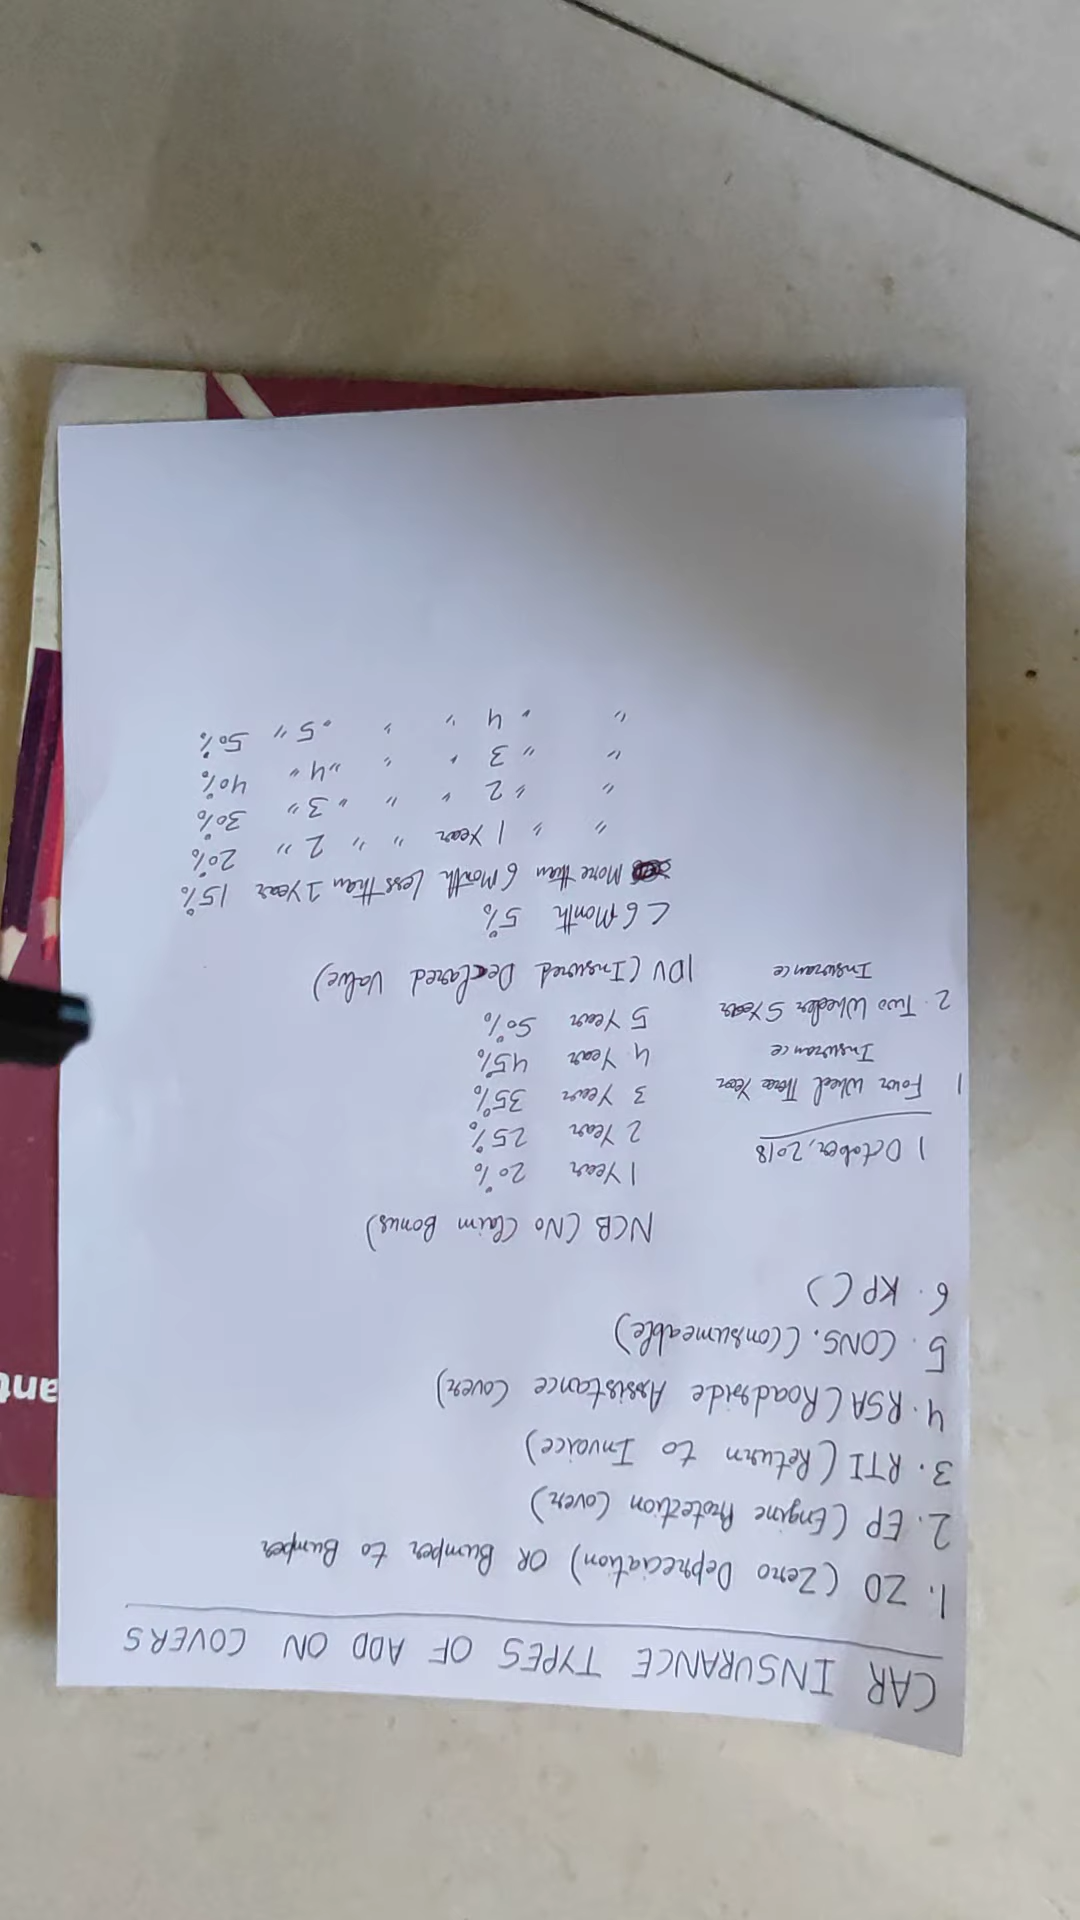 CAR INSURANCE TYPES OF ADD ON COVERS
1. ZD (Zero Depreciation) OR Bumper to Bumper
2. EP (Engine Protection Cover)
3. RTI (Return to Invoice)
4. RSA (Roadside Assistance Cover)
5. CONS. (Consumeable)
6. KP ( )
NCB (No Claim Bonus)
1 Year 20%
2 Year 25%
3 Year 35%
4 Year 45%
5 Year 50%
1 October, 2018
1 Four Wheel Three Year
Insurance
2. Two Wheeler 5 Year
Insurance
IDV (Insured Declared Value)
< 6 Month 5%
More than 6 Month Less than 1 Year 15%
" " 1 Year " " 2 " 20%
" " 2 " " " 3 " 30%
" " 3 " " " 4 " 40%
" " 4 " " " 5 " 50%
ant